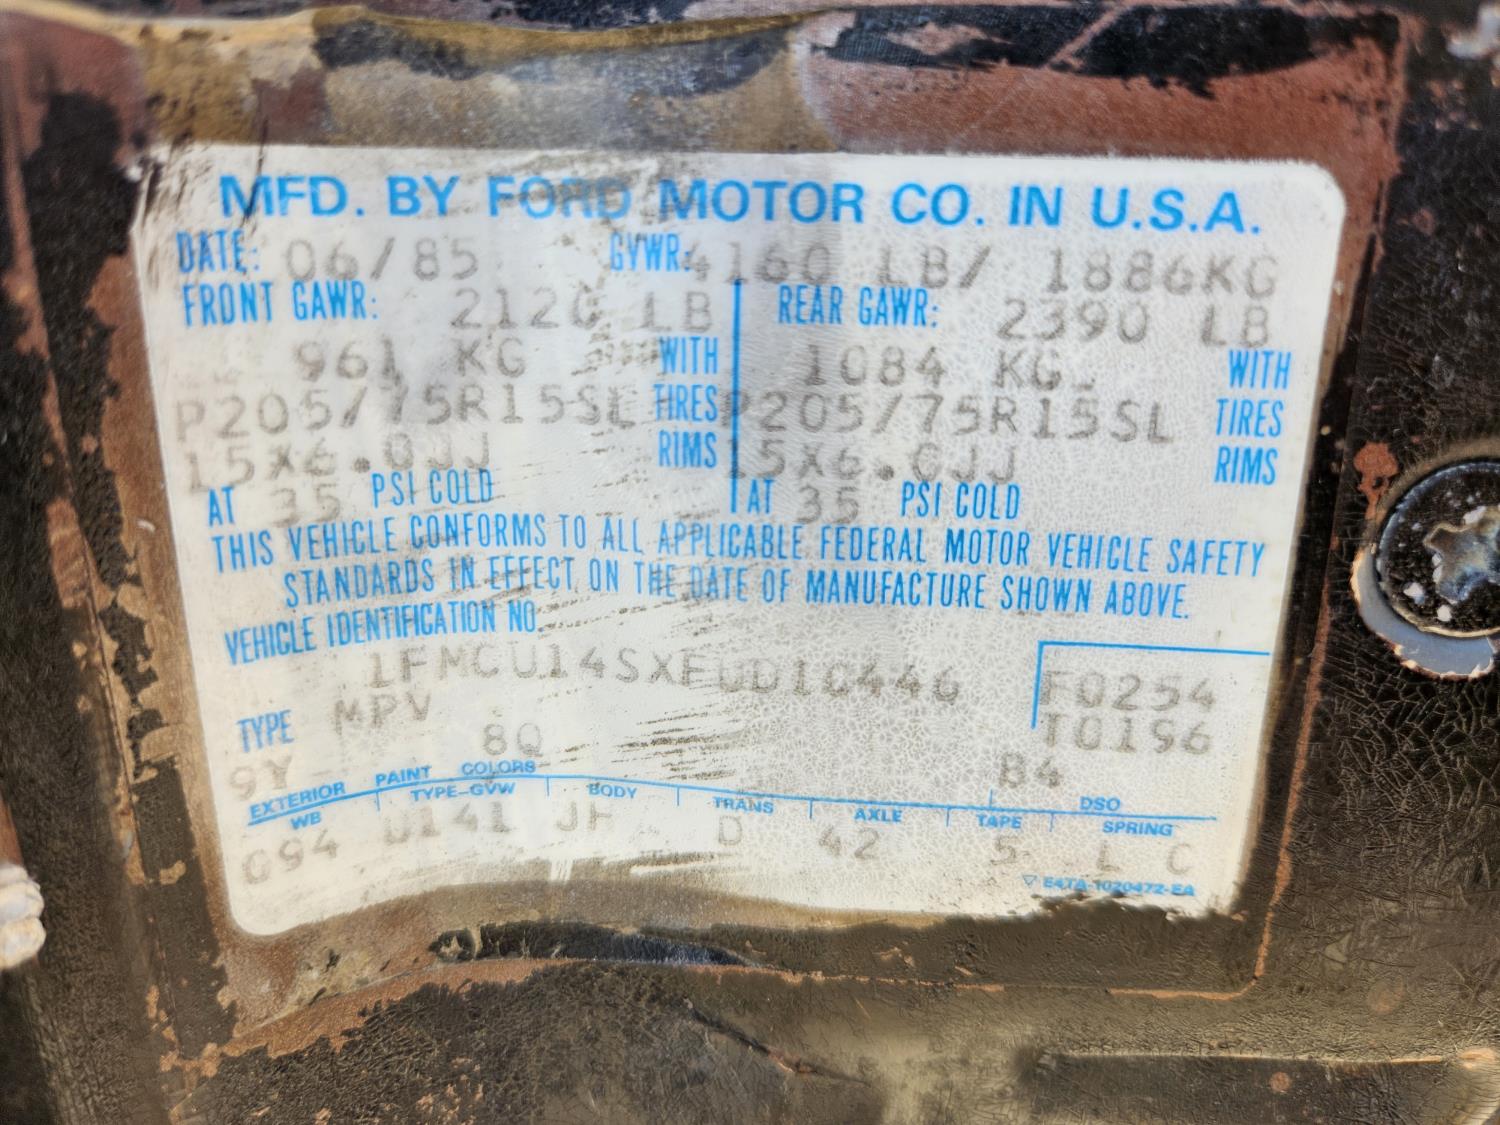 MFD. BY FORD MOTOR CO. IN U.S.A.
DATE: 06/85 GVWR: 4160 LB/ 1886KG
FRONT GAWR: 2120 LB REAR GAWR: 2390 LB
961 KG WITH 1084 KG WITH
P205/75R15SL TIRES P205/75R15SL TIRES
15X6.0JJ RIMS 15X6.0JJ RIMS
AT 35 PSI COLD AT 35 PSI COLD
THIS VEHICLE CONFORMS TO ALL APPLICABLE FEDERAL MOTOR VEHICLE SAFETY
STANDARDS IN EFFECT ON THE DATE OF MANUFACTURE SHOWN ABOVE.
VEHICLE IDENTIFICATION NO.
F0254
TYPE MPV T0196
9Y 8Q B4
EXTERIOR PAINT COLORS DSO
WB TYPE-GVW BODY TRANS AXLE TAPE SPRING
094 U141 JH D 42 5 L C
▽ E4TA-1020472-EA